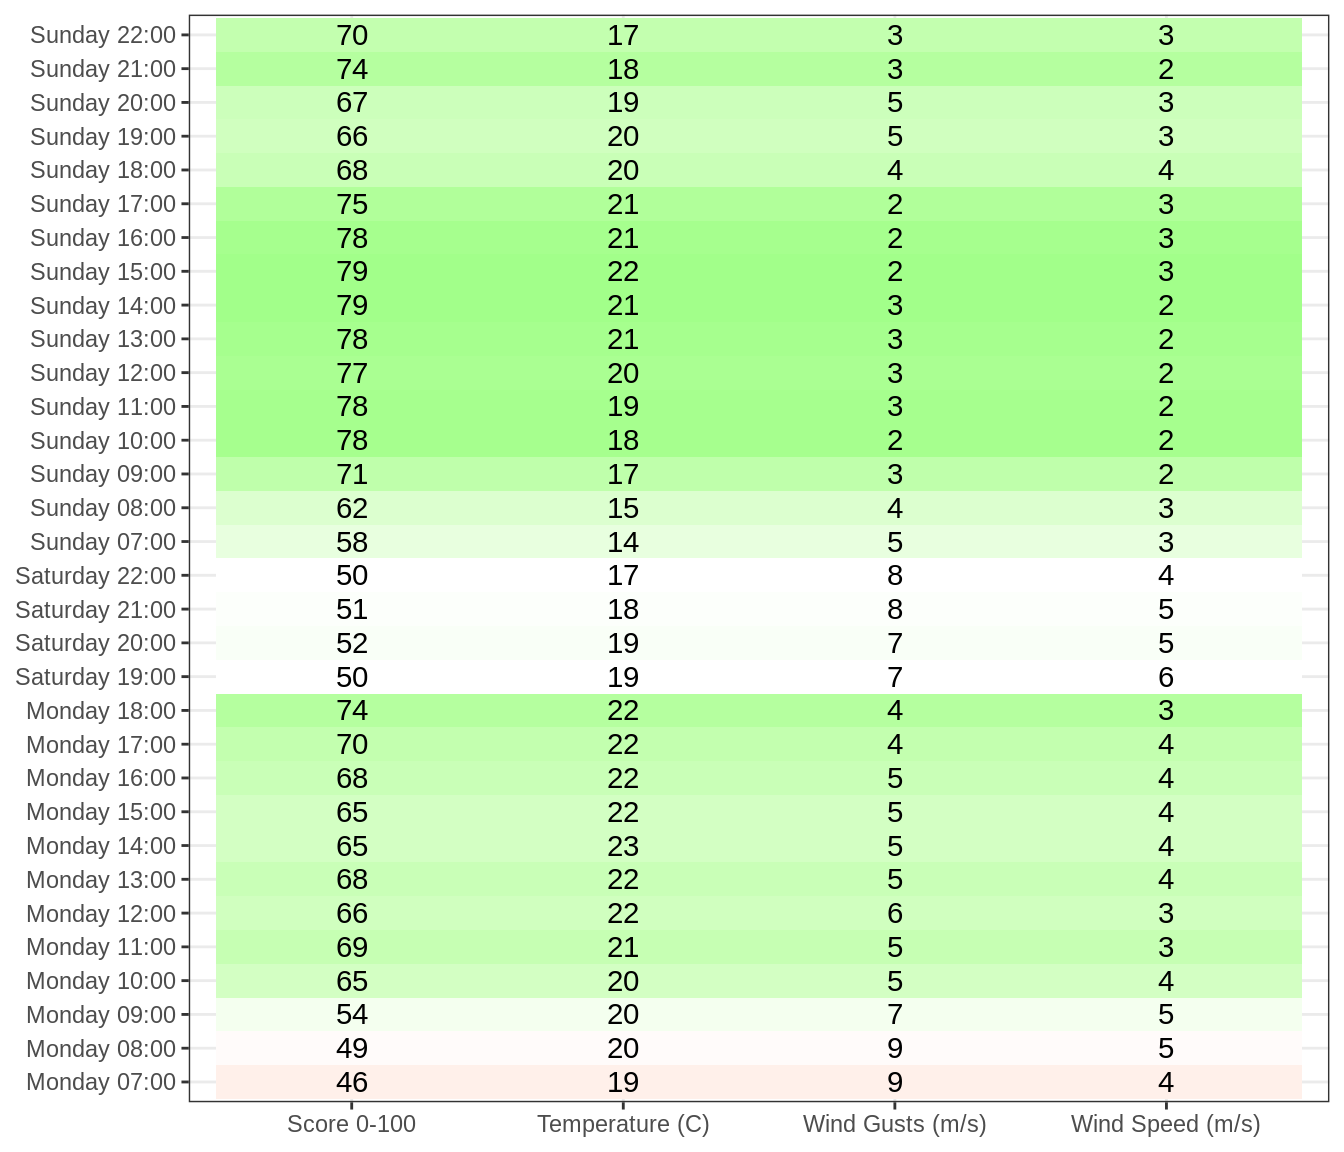 Sunday 22:00 70 17 3 3
Sunday 21:00 74 18 3 2
Sunday 20:00 67 19 5 3
Sunday 19:00 66 20 5 3
Sunday 18:00 68 20 4 4
Sunday 17:00 75 21 2 3
Sunday 16:00 78 21 2 3
Sunday 15:00 79 22 2 3
Sunday 14:00 79 21 3 2
Sunday 13:00 78 21 3 2
Sunday 12:00 77 20 3 2
Sunday 11:00 78 19 3 2
Sunday 10:00 78 18 2 2
Sunday 09:00 71 17 3 2
Sunday 08:00 62 15 4 3
Sunday 07:00 58 14 5 3
Saturday 22:00 50 17 8 4
Saturday 21:00 51 18 8 5
Saturday 20:00 52 19 7 5
Saturday 19:00 50 19 7 6
Monday 18:00 74 22 4 3
Monday 17:00 70 22 4 4
Monday 16:00 68 22 5 4
Monday 15:00 65 22 5 4
Monday 14:00 65 23 5 4
Monday 13:00 68 22 5 4
Monday 12:00 66 22 6 3
Monday 11:00 69 21 5 3
Monday 10:00 65 20 5 4
Monday 09:00 54 20 7 5
Monday 08:00 49 20 9 5
Monday 07:00 46 19 9 4
Score 0-100 Temperature (C) Wind Gusts (m/s) Wind Speed (m/s)